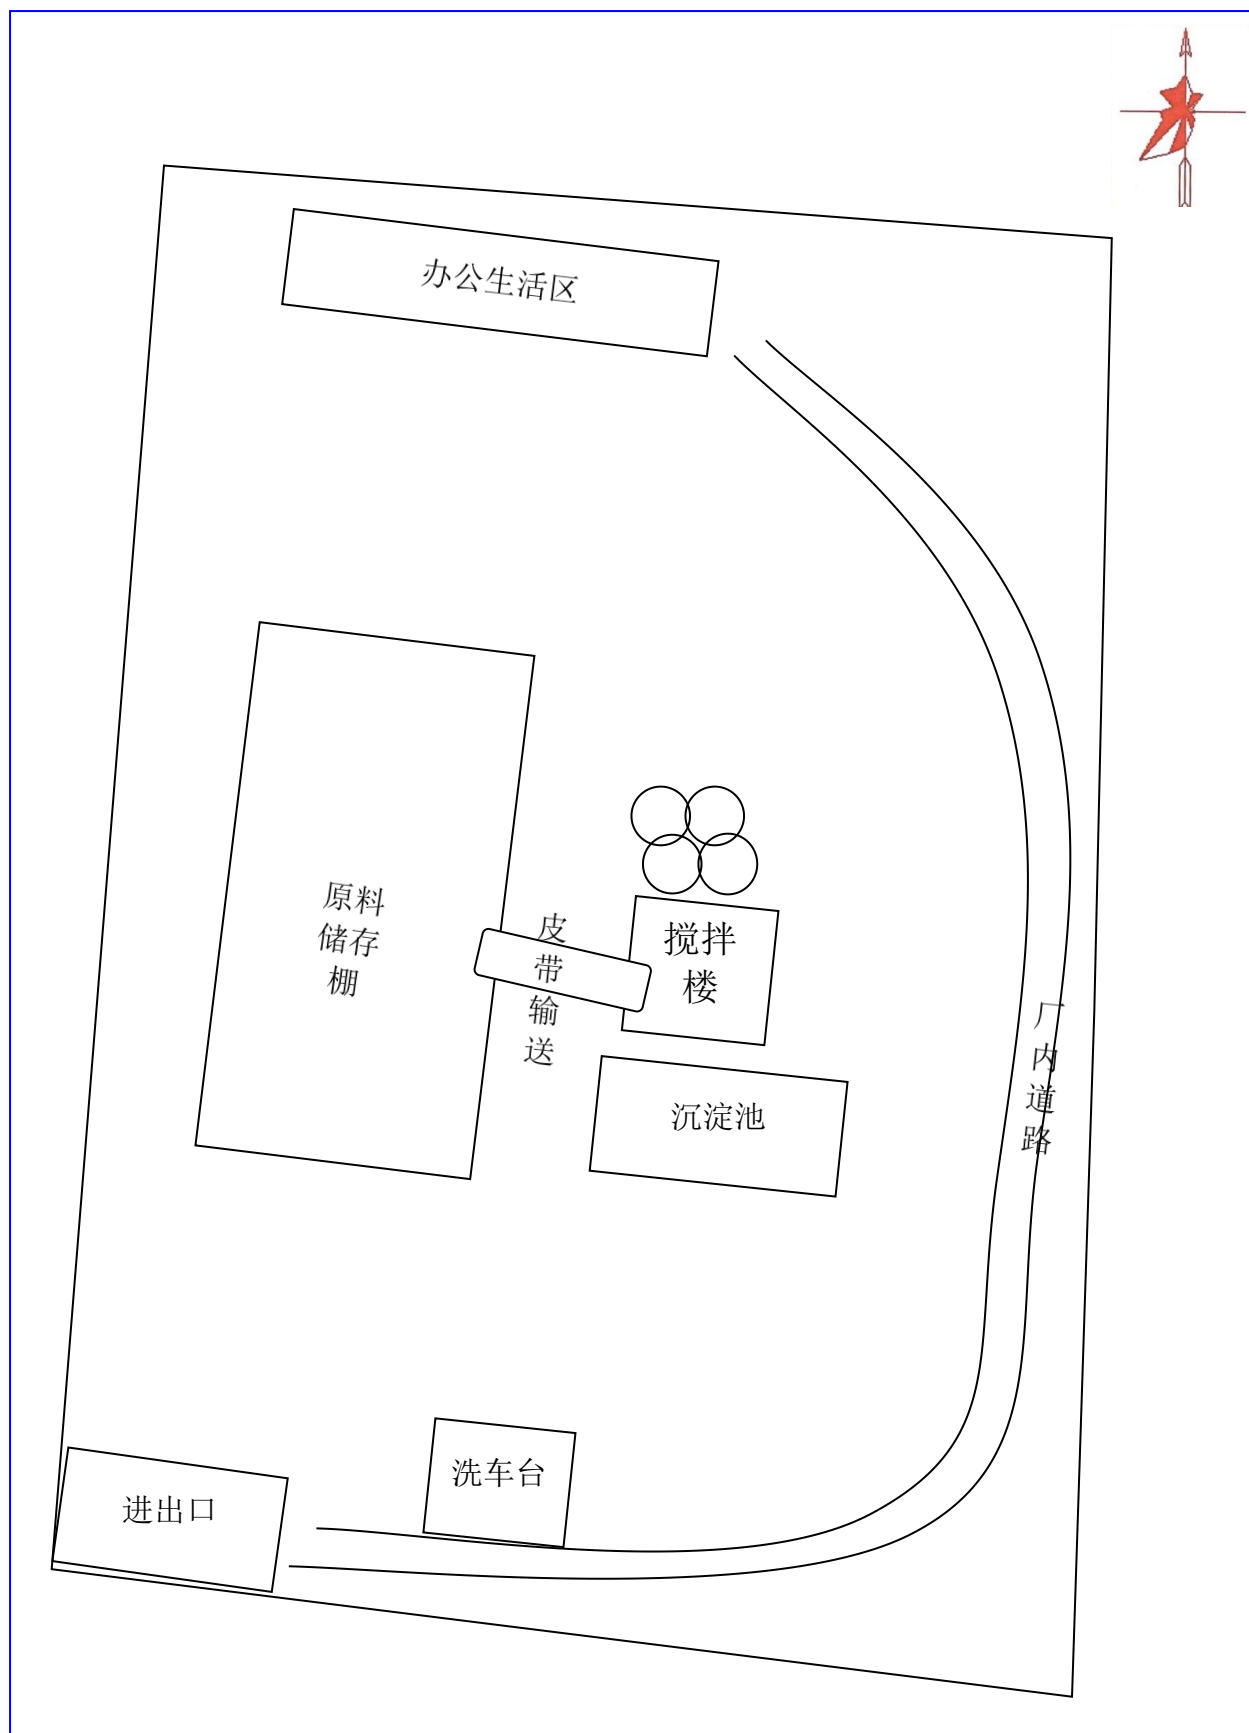 办公生活区
原料
储存
棚
皮
带
输
送
搅拌
楼
沉淀池
厂
内
道
路
洗车台
进出口